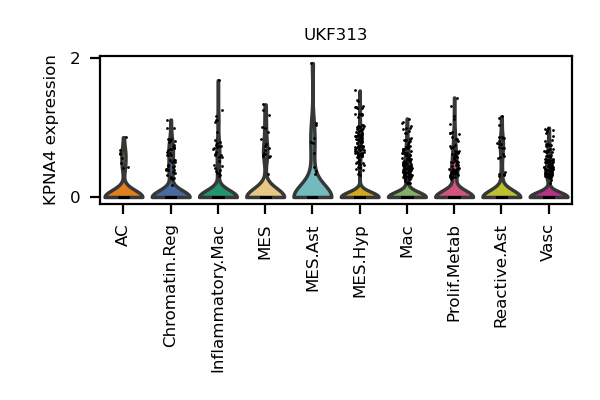 UKF313
KPNA4 expression
2
0
AC
Chromatin.Reg
Inflammatory.Mac
MES
MES.Ast
MES.Hyp
Mac
Prolif.Metab
Reactive.Ast
Vasc